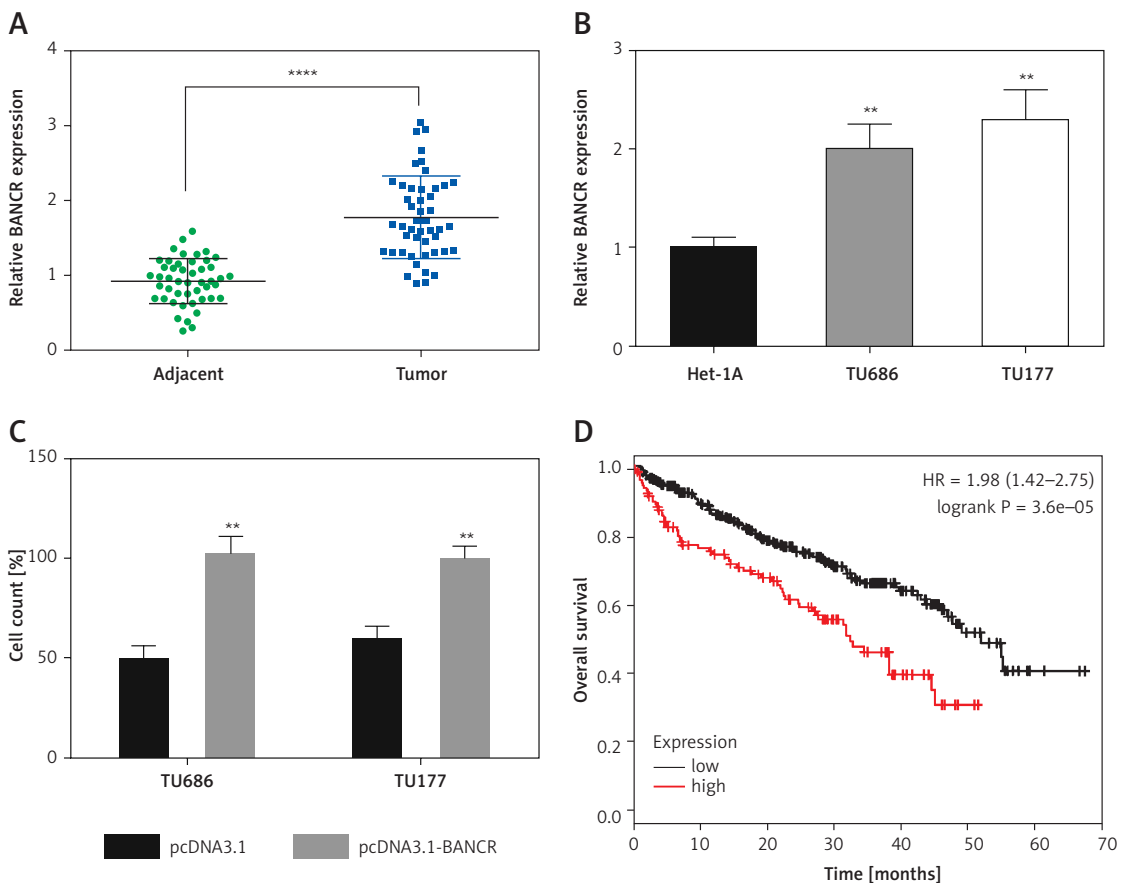 A
Relative BANCR expression
4
3
2
1
0
****
Adjacent Tumor
B
Relative BANCR expression
3
2
1
0
**
**
Het-1A TU686 TU177
C
Cell count [%]
150
100
50
0
**
**
TU686 TU177
pcDNA3.1 pcDNA3.1-BANCR
D
Overall survival
1.0
0.8
0.6
0.4
0.2
0.0
HR = 1.98 (1.42–2.75)
logrank P = 3.6e–05
Expression
low
high
0 10 20 30 40 50 60 70
Time [months]